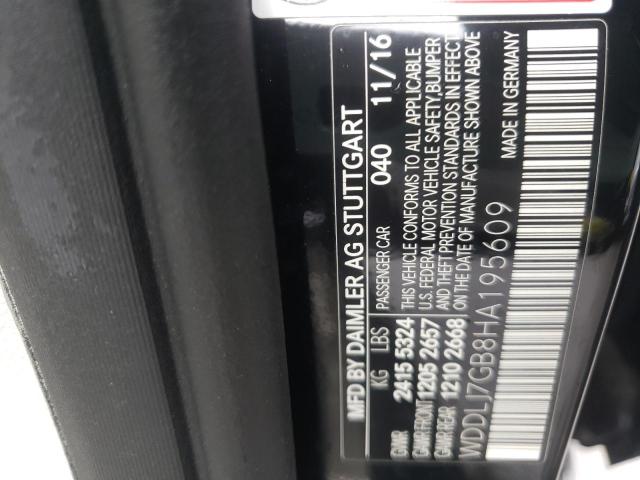 MFD BY DAIMLER AG STUTTGART
KG LBS PASSENGER CAR 040 11/16
GVWR 2415 5324 THIS VEHICLE CONFORMS TO ALL APPLICABLE
GAWR FRONT 1205 2657 U.S. FEDERAL MOTOR VEHICLE SAFETY, BUMPER
GAWR REAR 1210 2668 AND THEFT PREVENTION STANDARDS IN EFFECT
ON DATE OF MANUFACTURE SHOWN ABOVE
WDDLJ7GB8HA195609 MADE IN GERMANY